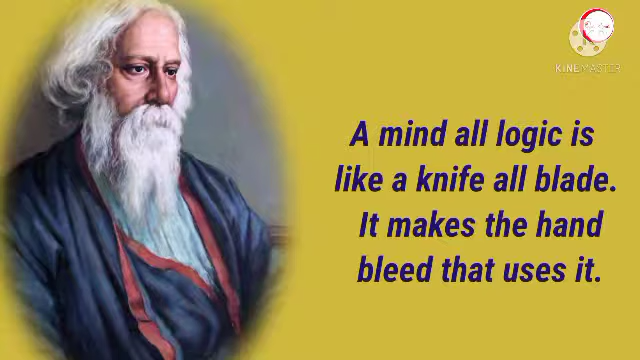 KINEMASTER
A mind all logic is
like a knife all blade.
It makes the hand
bleed that uses it.